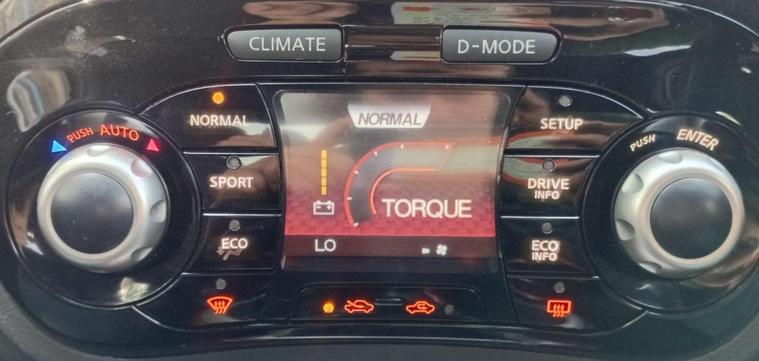 CLIMATE
D-MODE
PUSH AUTO
NORMAL
SPORT
ECO
NORMAL
TORQUE
LO
SETUP
DRIVE
INFO
ECO
INFO
PUSH ENTER